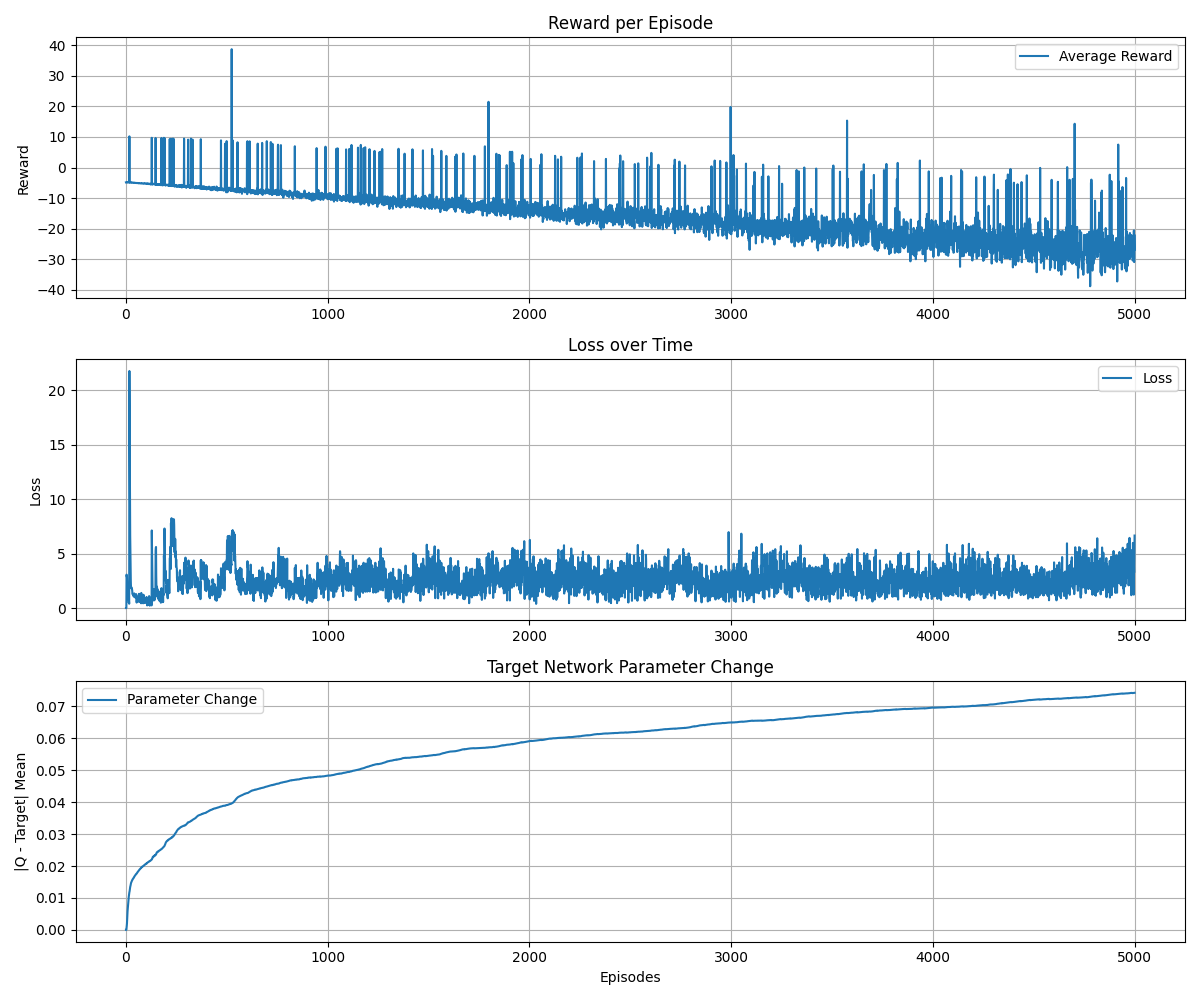 Reward per Episode
Average Reward
Reward
40
30
20
10
0
−10
−20
−30
−40
0 1000 2000 3000 4000 5000
Loss over Time
Loss
Loss
20
15
10
5
0
0 1000 2000 3000 4000 5000
Target Network Parameter Change
Parameter Change
|Q - Target| Mean
0.07
0.06
0.05
0.04
0.03
0.02
0.01
0.00
0 1000 2000 3000 4000 5000
Episodes